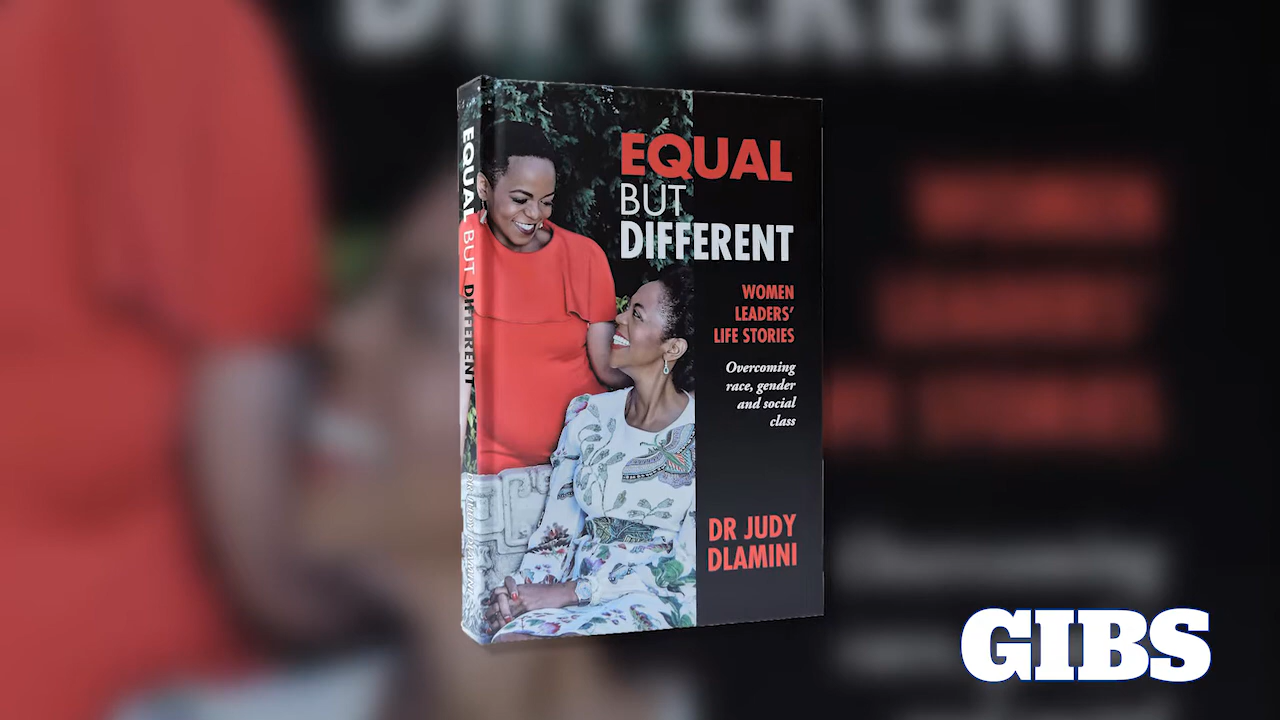 EQUAL BUT DIFFERENT
EQUAL
BUT
DIFFERENT
WOMEN
LEADERS'
LIFE STORIES
Overcoming
race, gender
and social
class
DR JUDY
DLAMINI
GIBS